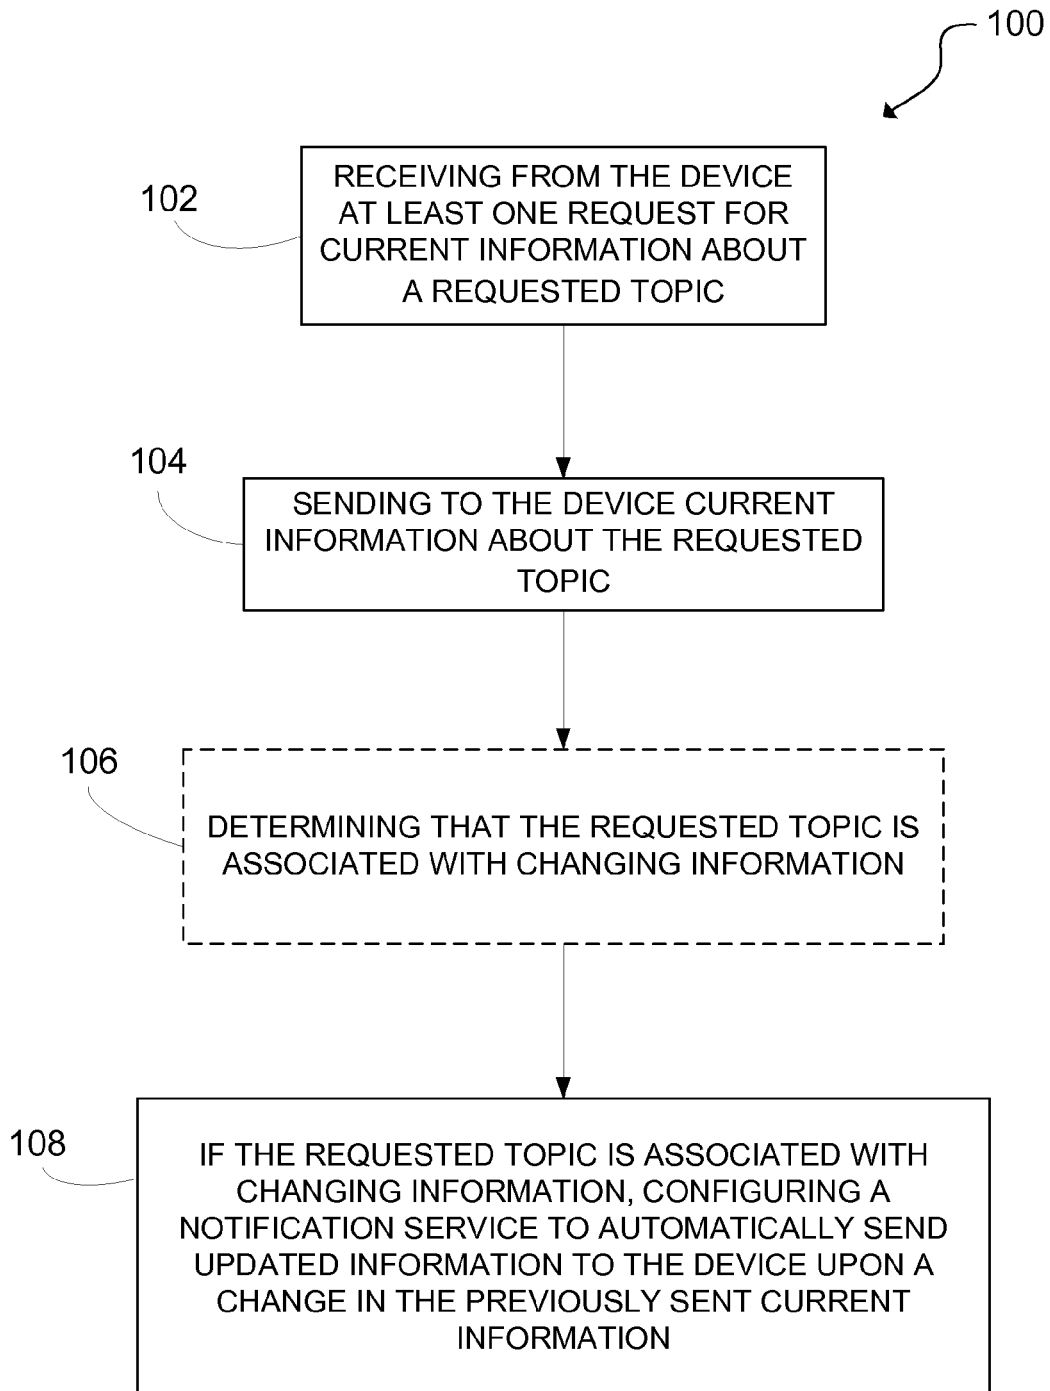 100
102
RECEIVING FROM THE DEVICE
AT LEAST ONE REQUEST FOR
CURRENT INFORMATION ABOUT
A REQUESTED TOPIC
104
SENDING TO THE DEVICE CURRENT
INFORMATION ABOUT THE REQUESTED
TOPIC
106
DETERMINING THAT THE REQUESTED TOPIC IS
ASSOCIATED WITH CHANGING INFORMATION
108
IF THE REQUESTED TOPIC IS ASSOCIATED WITH
CHANGING INFORMATION, CONFIGURING A
NOTIFICATION SERVICE TO AUTOMATICALLY SEND
UPDATED INFORMATION TO THE DEVICE UPON A
CHANGE IN THE PREVIOUSLY SENT CURRENT
INFORMATION